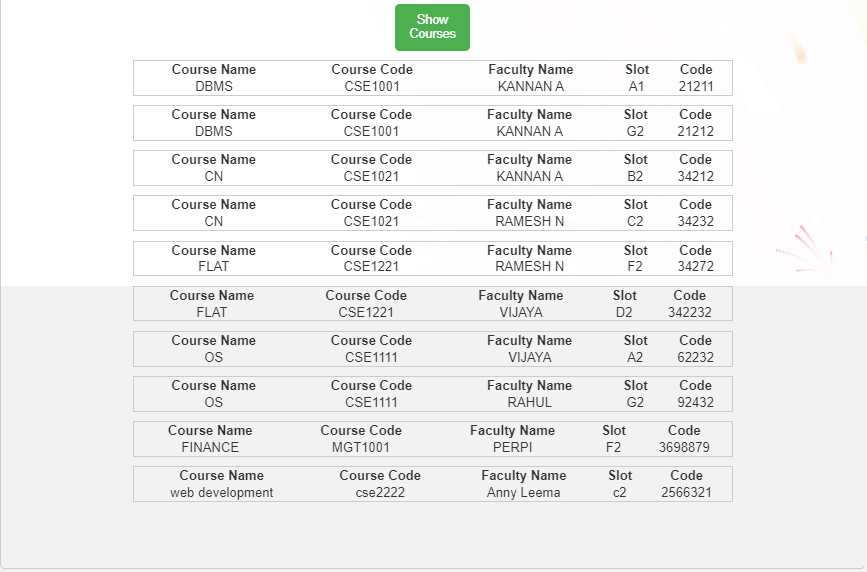 Show
Courses
Course Name Course Code Faculty Name Slot Code
DBMS CSE1001 KANNAN A A1 21211
Course Name Course Code Faculty Name Slot Code
DBMS CSE1001 KANNAN A G2 21212
Course Name Course Code Faculty Name Slot Code
CN CSE1021 KANNAN A B2 34212
Course Name Course Code Faculty Name Slot Code
CN CSE1021 RAMESH N C2 34232
Course Name Course Code Faculty Name Slot Code
FLAT CSE1221 RAMESH N F2 34272
Course Name Course Code Faculty Name Slot Code
FLAT CSE1221 VIJAYA D2 342232
Course Name Course Code Faculty Name Slot Code
OS CSE1111 VIJAYA A2 62232
Course Name Course Code Faculty Name Slot Code
OS CSE1111 RAHUL G2 92432
Course Name Course Code Faculty Name Slot Code
FINANCE MGT1001 PERPI F2 3698879
Course Name Course Code Faculty Name Slot Code
web development cse2222 Anny Leema c2 2566321